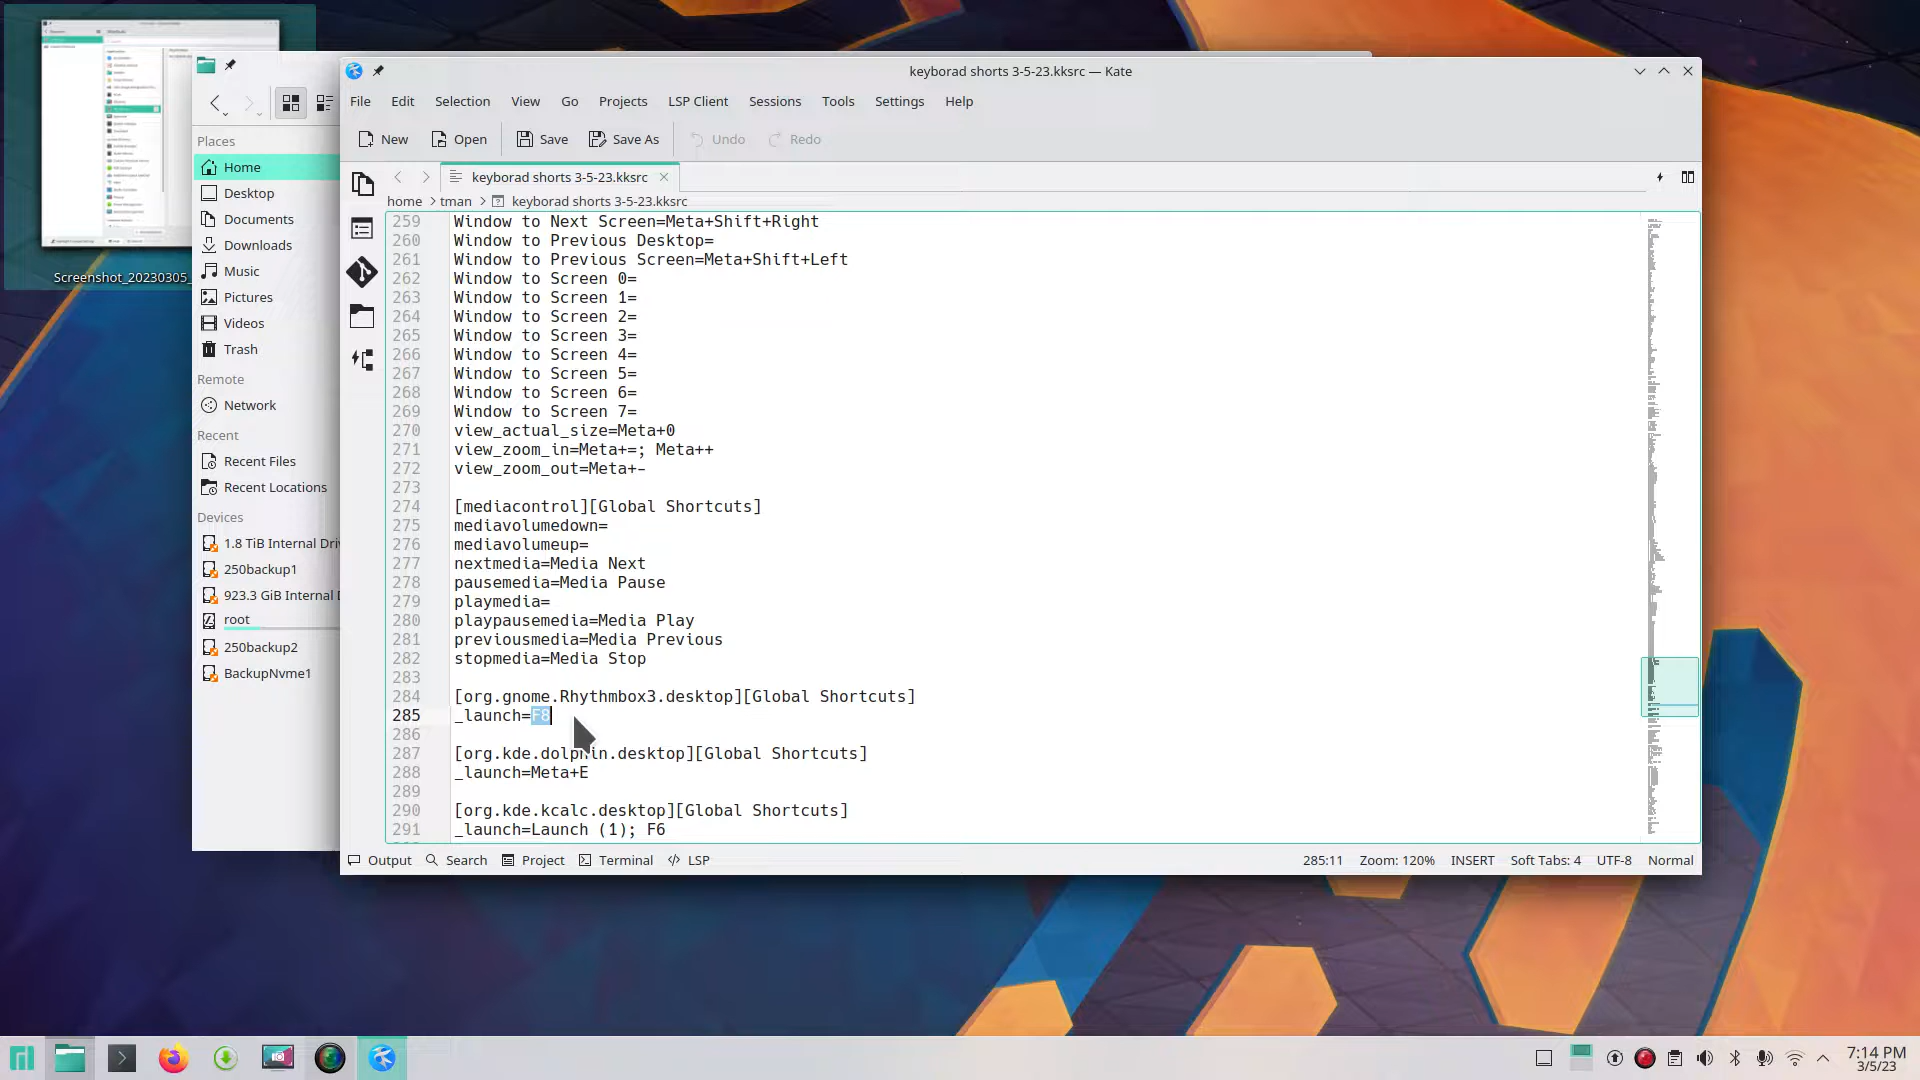 keyborad shorts 3-5-23.kksrc — Kate
File Edit Selection View Go Projects LSP Client Sessions Tools Settings Help
New Open Save Save As Undo Redo
keyborad shorts 3-5-23.kksrc
home > tman > keyborad shorts 3-5-23.kksrc
Screenshot_20230305_
Places
Home
Desktop
Documents
Downloads
Music
Pictures
Videos
Trash
Remote
Network
Recent
Recent Files
Recent Locations
Devices
1.8 TiB Internal Dri
250backup1
923.3 GiB Internal
root
250backup2
BackupNvme1
259 Window to Next Screen=Meta+Shift+Right
260 Window to Previous Desktop=
261 Window to Previous Screen=Meta+Shift+Left
262 Window to Screen 0=
263 Window to Screen 1=
264 Window to Screen 2=
265 Window to Screen 3=
266 Window to Screen 4=
267 Window to Screen 5=
268 Window to Screen 6=
269 Window to Screen 7=
270 view_actual_size=Meta+0
271 view_zoom_in=Meta+=; Meta++
272 view_zoom_out=Meta+-
273
274 [mediacontrol][Global Shortcuts]
275 mediavolumedown=
276 mediavolumeup=
277 nextmedia=Media Next
278 pausemedia=Media Pause
279 playmedia=
280 playpausemedia=Media Play
281 previousmedia=Media Previous
282 stopmedia=Media Stop
283
284 [org.gnome.Rhythmbox3.desktop][Global Shortcuts]
285 _launch=F8
286
287 [org.kde.dolphin.desktop][Global Shortcuts]
288 _launch=Meta+E
289
290 [org.kde.kcalc.desktop][Global Shortcuts]
291 _launch=Launch (1); F6
Output Search Project Terminal LSP 285:11 Zoom: 120% INSERT Soft Tabs: 4 UTF-8 Normal
7:14 PM
3/5/23